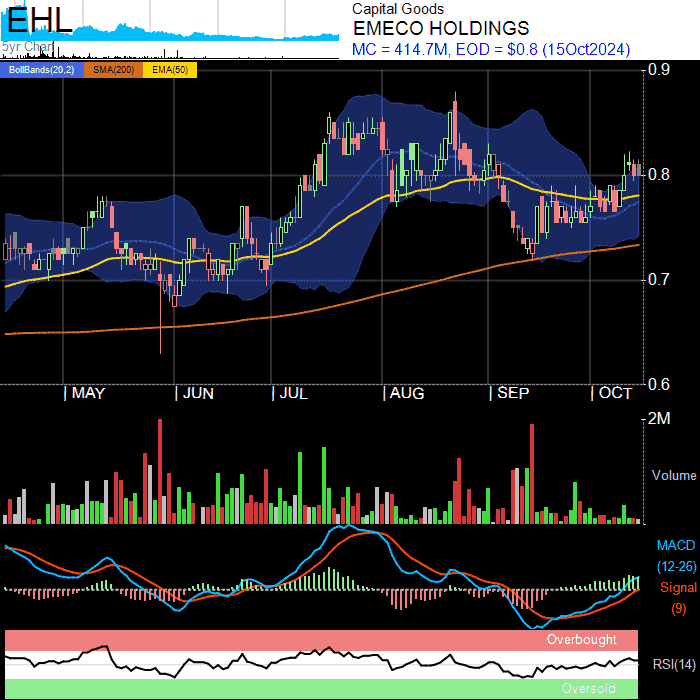 EHL
5yr Chart
Capital Goods
EMECO HOLDINGS
MC = 414.7M, EOD = $0.8 (15Oct2024)
BollBands(20,2) SMA(200) EMA(50)
0.9
0.8
0.7
0.6
| MAY | JUN | JUL | AUG | SEP | OCT
2M
Volume
MACD
(12-26)
Signal
(9)
Overbought
RSI(14)
Oversold